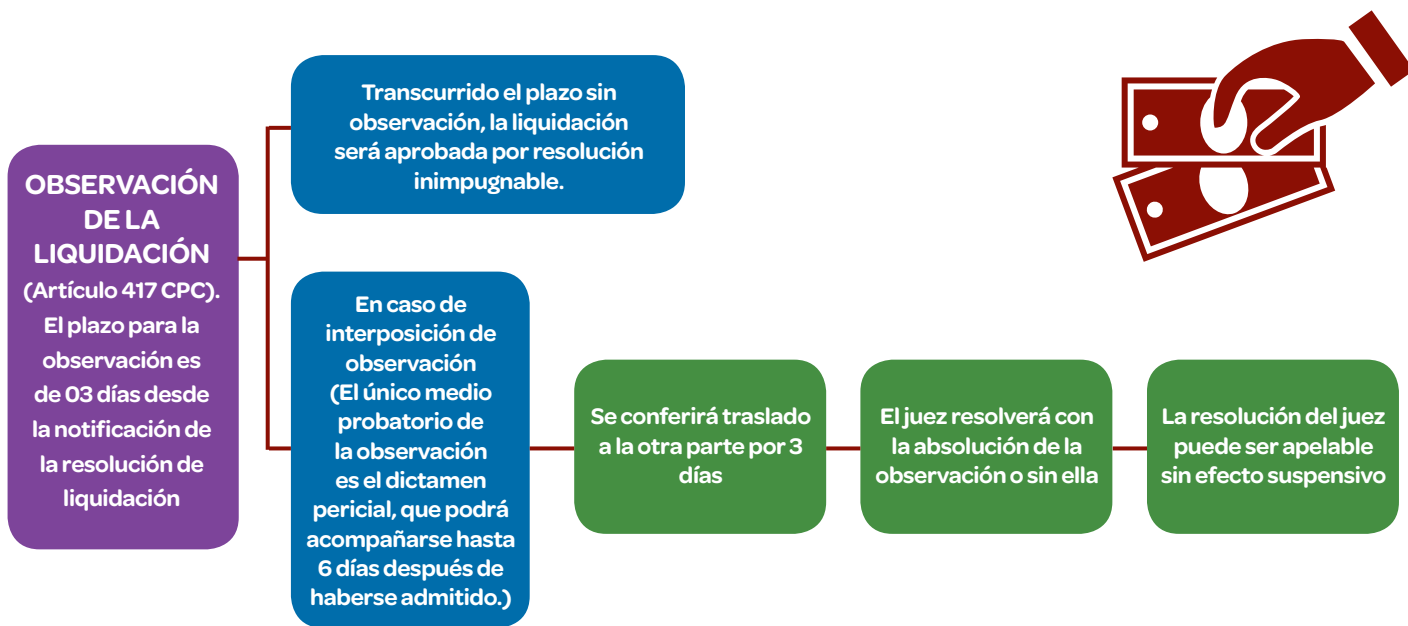 OBSERVACIÓN
DE LA
LIQUIDACIÓN
(Artículo 417 CPC).
El plazo para la
observación es
de 03 días desde
la notificación de
la resolución de
liquidación
Transcurrido el plazo sin
observación, la liquidación
será aprobada por resolución
inimpugnable.
En caso de
interposición de
observación
(El único medio
probatorio de
la observación
es el dictamen
pericial, que podrá
acompañarse hasta
6 días después de
haberse admitido.)
Se conferirá traslado
a la otra parte por 3
días
El juez resolverá con
la absolución de la
observación o sin ella
La resolución del juez
puede ser apelable
sin efecto suspensivo